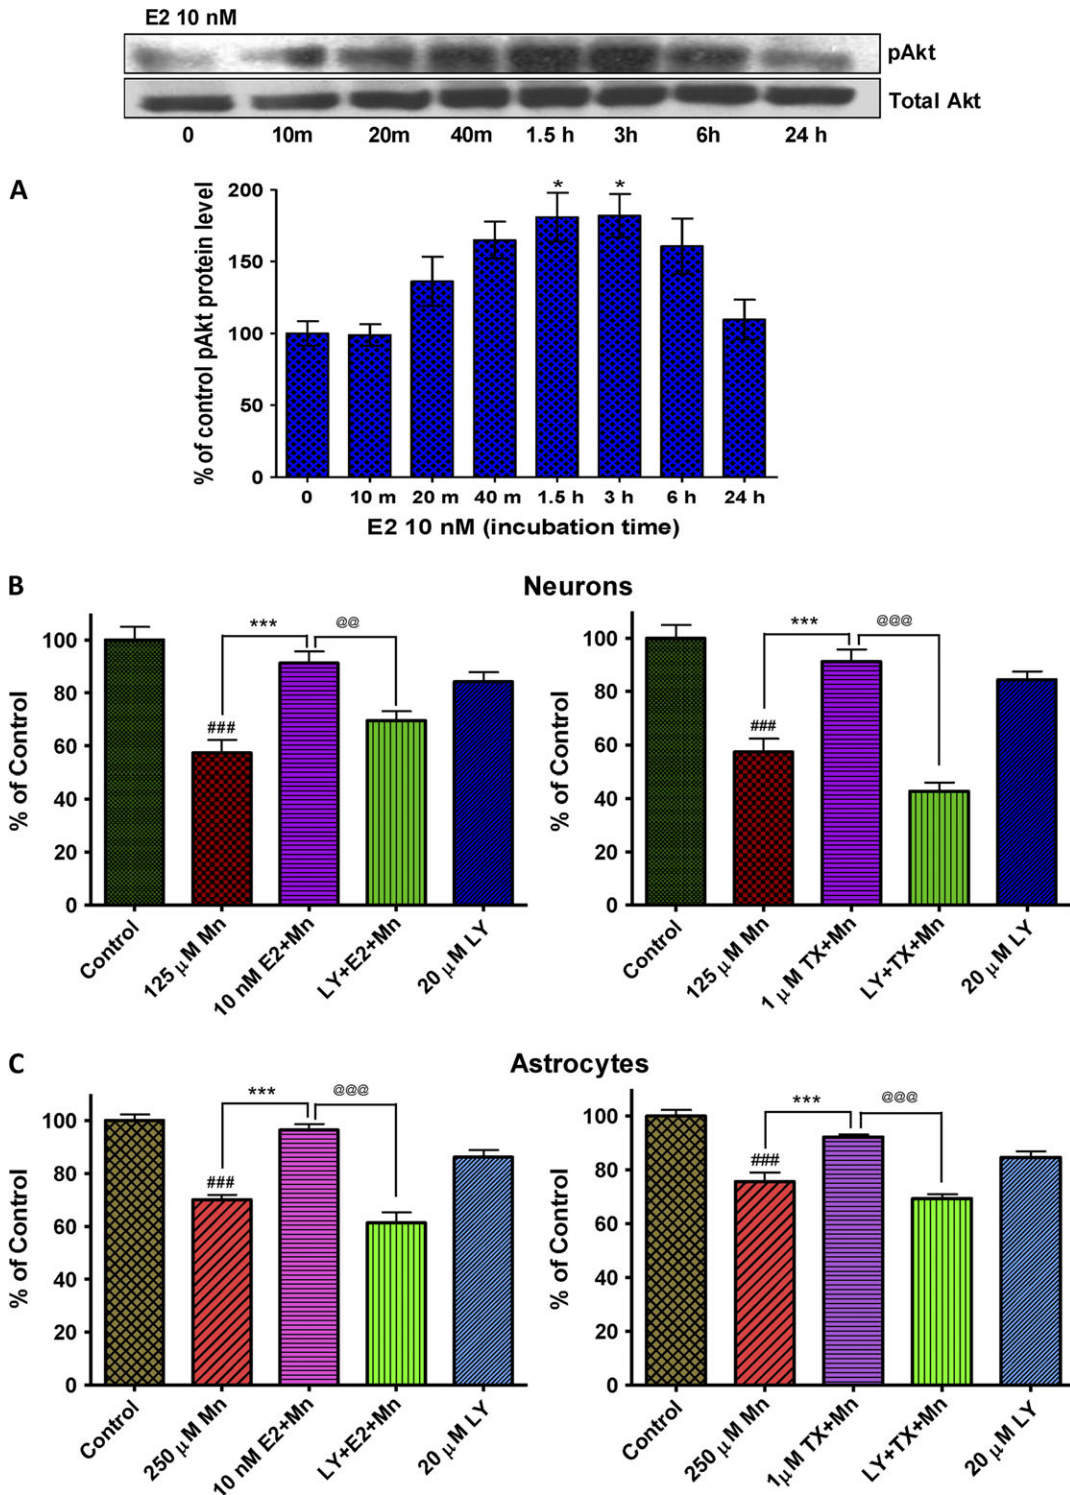 E2 10 nM
pAkt
Total Akt
0 10m 20m 40m 1.5 h 3h 6h 24 h
A
% of control pAkt protein level
200
150
100
50
0
* *
0 10 m 20 m 40 m 1.5 h 3 h 6 h 24 h
E2 10 nM (incubation time)
B
Neurons
% of Control
100
80
60
40
20
0
*** @@
###
Control 125 μM Mn 10 nM E2+Mn LY+E2+Mn 20 μM LY
% of Control
100
80
60
40
20
0
*** @@@
###
Control 125 μM Mn 1 μM TX+Mn LY+TX+Mn 20 μM LY
C
Astrocytes
% of Control
100
80
60
40
20
0
*** @@@
###
Control 250 μM Mn 10 nM E2+Mn LY+E2+Mn 20 μM LY
% of Control
100
80
60
40
20
0
*** @@@
###
Control 250 μM Mn 1μM TX+Mn LY+TX+Mn 20 μM LY